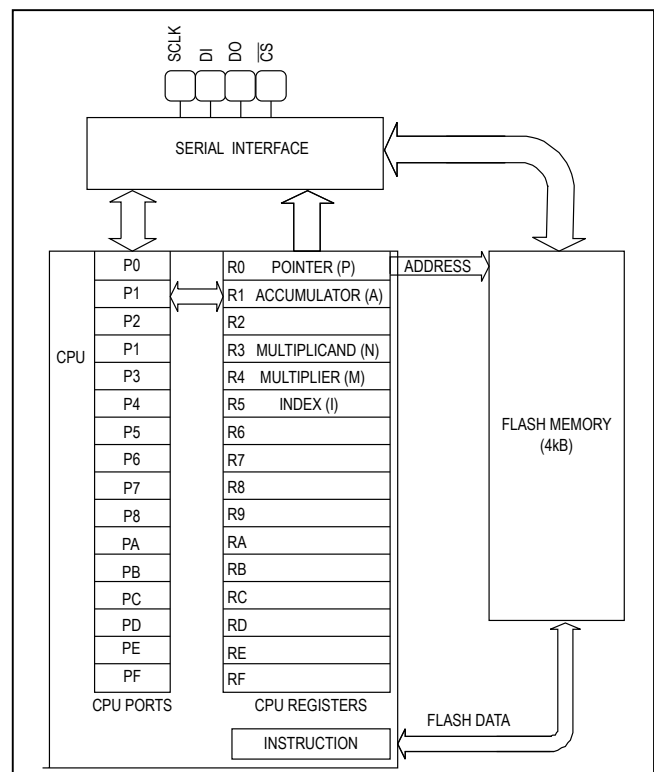 SCLK
DI
DO
CS
SERIAL INTERFACE
CPU
P0
P1
P2
P1
P3
P4
P5
P6
P7
P8
PA
PB
PC
PD
PE
PF
CPU PORTS
R0 POINTER (P)
R1 ACCUMULATOR (A)
R2
R3 MULTIPLICAND (N)
R4 MULTIPLIER (M)
R5 INDEX (I)
R6
R7
R8
R9
RA
RB
RC
RD
RE
RF
CPU REGISTERS
INSTRUCTION
ADDRESS
FLASH MEMORY
(4kB)
FLASH DATA